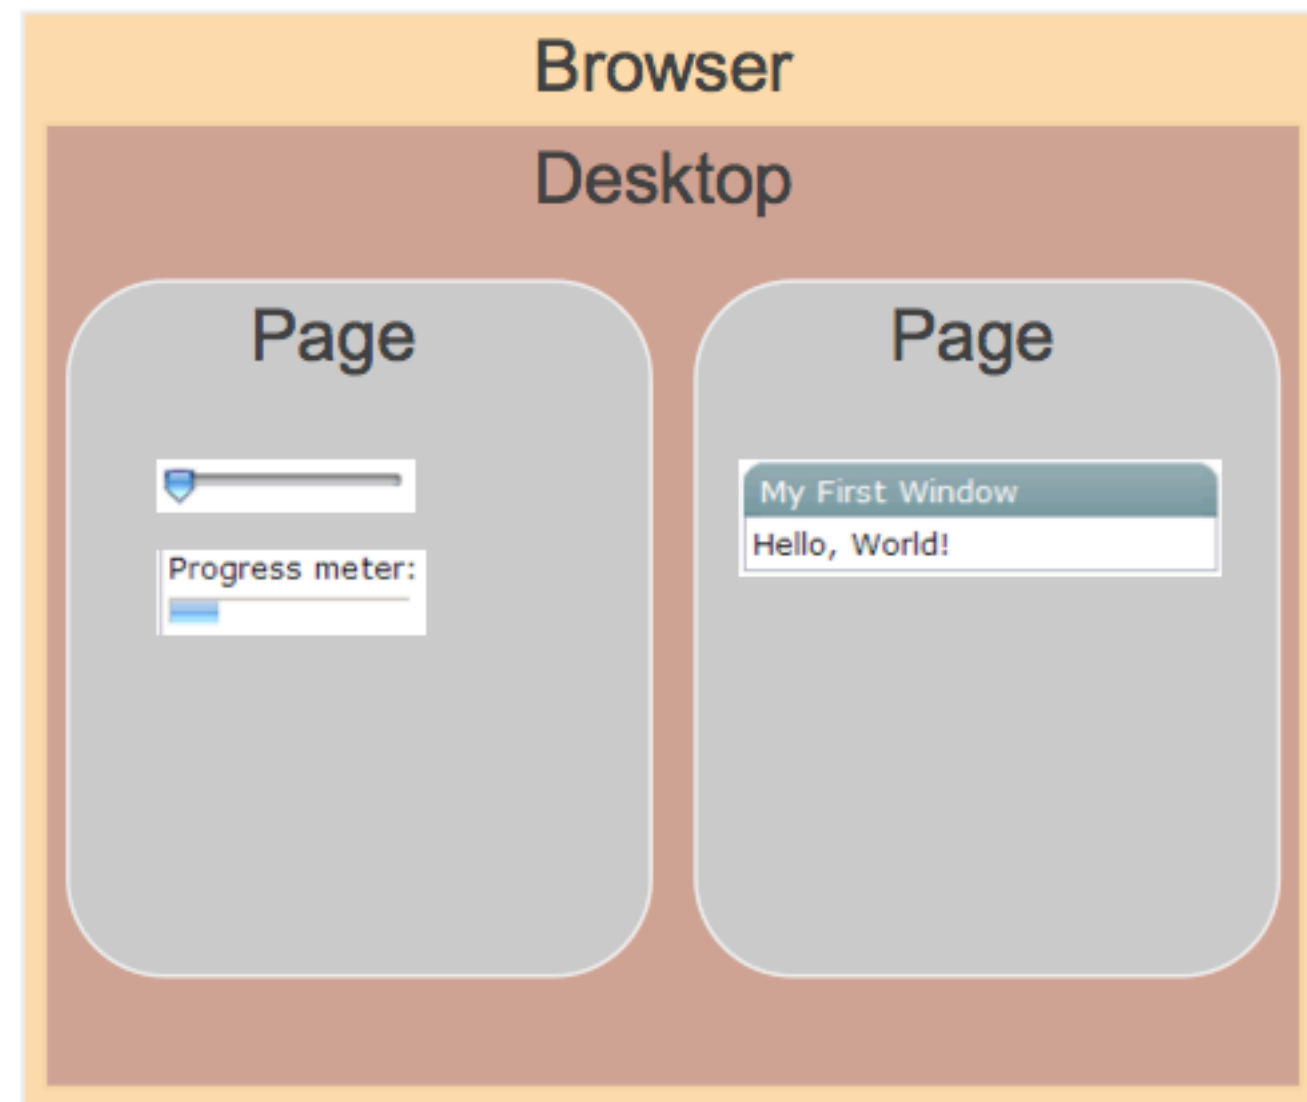 Browser
Desktop
Page
Progress meter:
Page
My First Window
Hello, World!